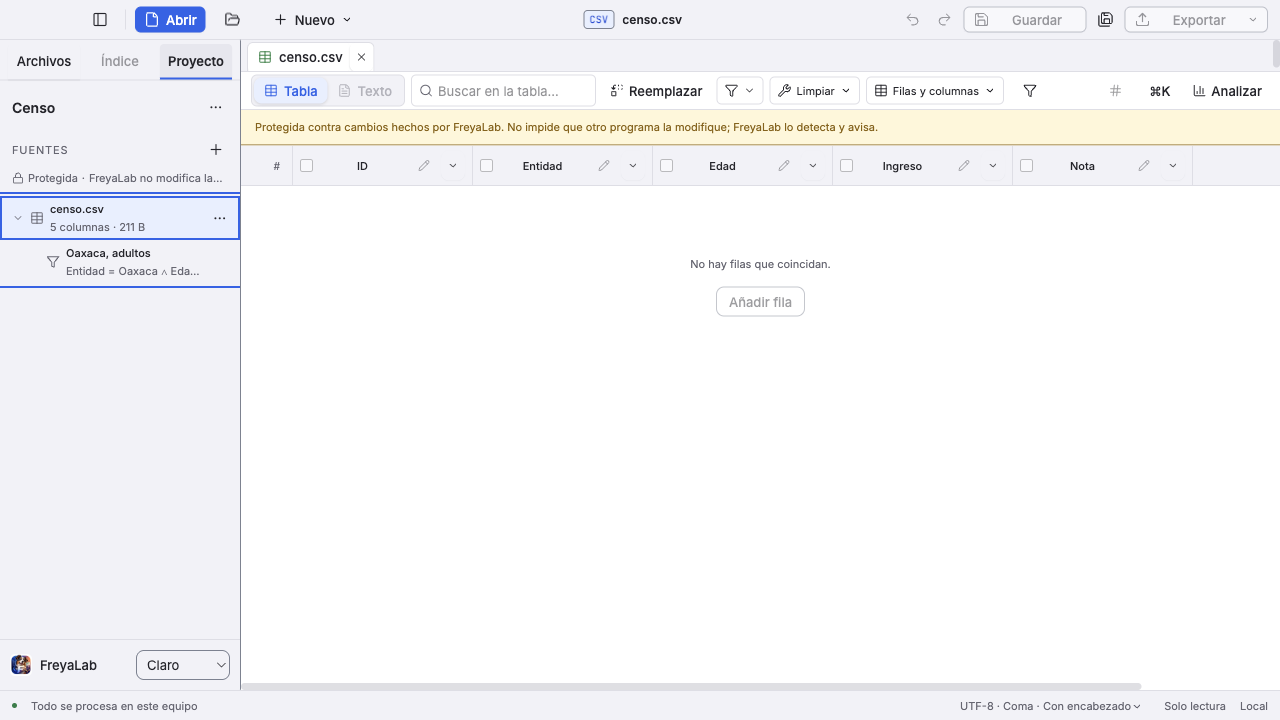 Abrir
Nuevo
CSV censo.csv
Guardar
Exportar
Archivos Índice Proyecto
censo.csv
Tabla Texto
Buscar en la tabla...
Reemplazar
Limpiar
Filas y columnas
#
⌘K
Analizar
Censo
Protegida contra cambios hechos por FreyaLab. No impide que otro programa la modifique; FreyaLab lo detecta y avisa.
FUENTES
Protegida · FreyaLab no modifica la...
# ID Entidad Edad Ingreso Nota
censo.csv
5 columnas · 211 B
Oaxaca, adultos
Entidad = Oaxaca ∧ Eda...
No hay filas que coincidan.
Añadir fila
FreyaLab
Claro
Todo se procesa en este equipo
UTF-8 · Coma · Con encabezado
Solo lectura
Local